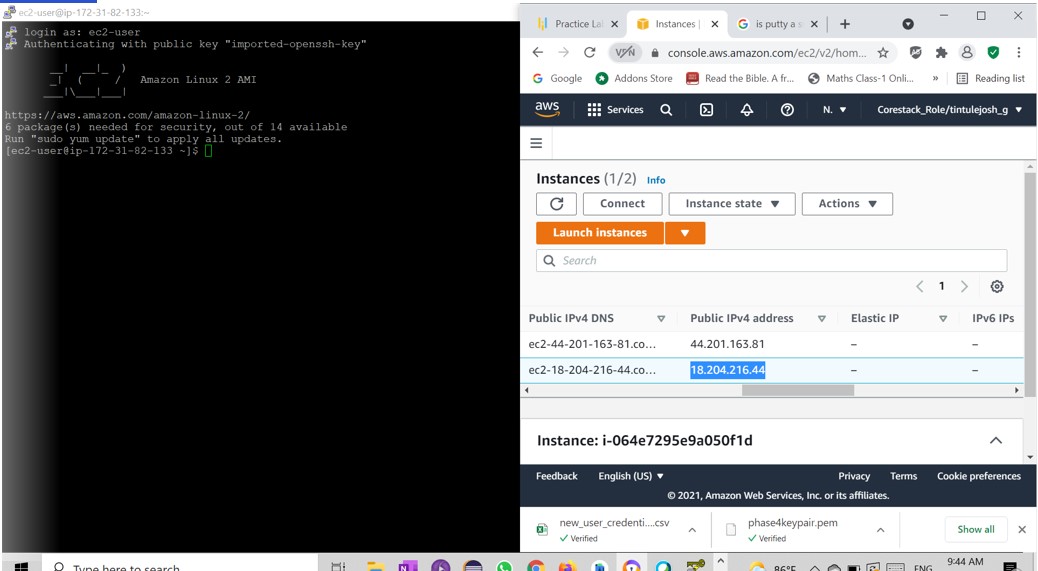 ec2-user@ip-172-31-82-133:~
login as: ec2-user
Authenticating with public key "imported-openssh-key"
__|  __|_  )
_|  (     /   Amazon Linux 2 AMI
___|\___|___|
https://aws.amazon.com/amazon-linux-2/
6 package(s) needed for security, out of 14 available
Run "sudo yum update" to apply all updates.
[ec2-user@ip-172-31-82-133 ~]$
Practice La
Instances |
is putty a s
VPN
console.aws.amazon.com/ec2/v2/hom...
Google
Addons Store
Read the Bible. A fr...
Maths Class-1 Onli...
»
Reading list
aws
Services
N.
Corestack_Role/tintulejosh_g
Instances (1/2) Info
Connect
Instance state
Actions
Launch instances
Search
1
Public IPv4 DNS
Public IPv4 address
Elastic IP
IPv6 IPs
ec2-44-201-163-81.co...
44.201.163.81
–
–
ec2-18-204-216-44.co...
18.204.216.44
–
–
Instance: i-064e7295e9a050f1d
Feedback
English (US)
Privacy
Terms
Cookie preferences
© 2021, Amazon Web Services, Inc. or its affiliates.
new_user_credenti....csv
Verified
phase4keypair.pem
Verified
Show all
Type here to search
86°F
ENG
9:44 AM